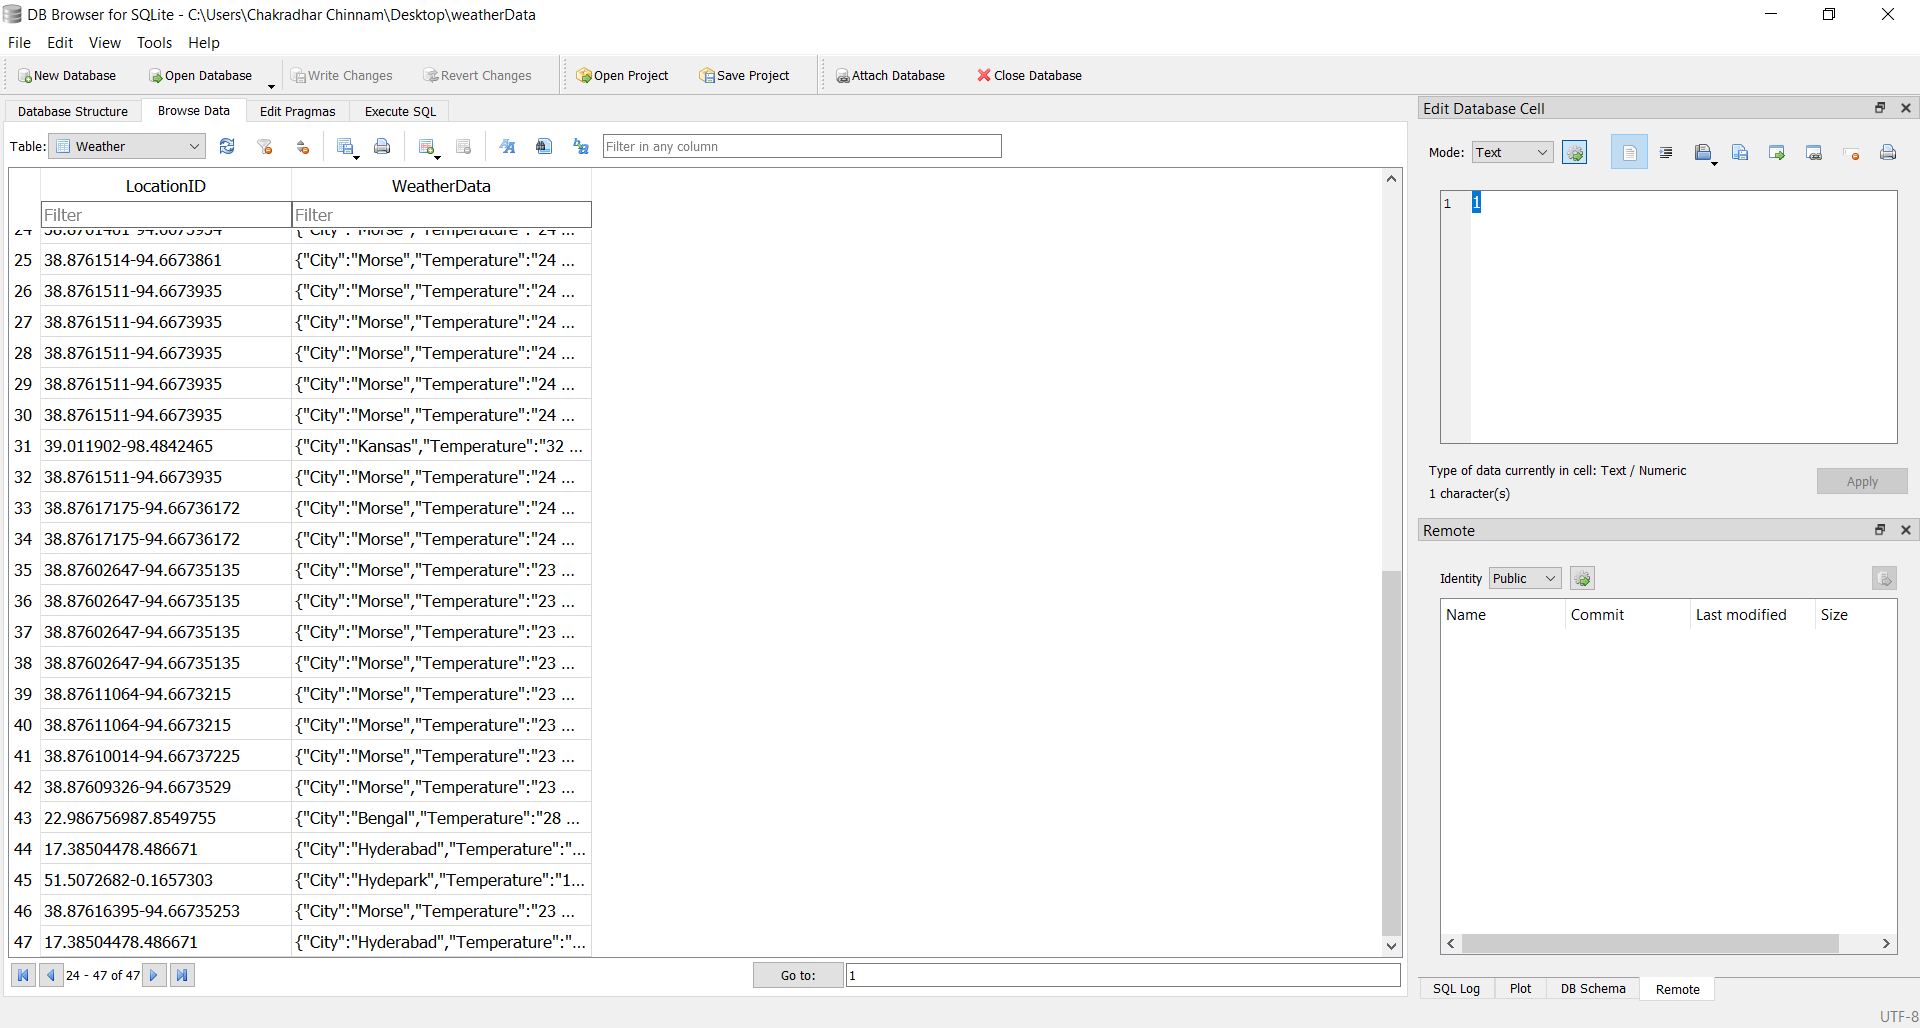 DB Browser for SQLite - C:\Users\Chakradhar Chinnam\Desktop\weatherData
File Edit View Tools Help
New Database Open Database Write Changes Revert Changes Open Project Save Project Attach Database Close Database
Database Structure Browse Data Edit Pragmas Execute SQL
Table: Weather Filter in any column
LocationID WeatherData
Filter Filter
24 {"City":"Morse","Temperature":"24 ...
25 38.8761514-94.6673861 {"City":"Morse","Temperature":"24 ...
26 38.8761511-94.6673935 {"City":"Morse","Temperature":"24 ...
27 38.8761511-94.6673935 {"City":"Morse","Temperature":"24 ...
28 38.8761511-94.6673935 {"City":"Morse","Temperature":"24 ...
29 38.8761511-94.6673935 {"City":"Morse","Temperature":"24 ...
30 38.8761511-94.6673935 {"City":"Morse","Temperature":"24 ...
31 39.011902-98.4842465 {"City":"Kansas","Temperature":"32 ...
32 38.8761511-94.6673935 {"City":"Morse","Temperature":"24 ...
33 38.87617175-94.66736172 {"City":"Morse","Temperature":"24 ...
34 38.87617175-94.66736172 {"City":"Morse","Temperature":"24 ...
35 38.87602647-94.66735135 {"City":"Morse","Temperature":"23 ...
36 38.87602647-94.66735135 {"City":"Morse","Temperature":"23 ...
37 38.87602647-94.66735135 {"City":"Morse","Temperature":"23 ...
38 38.87602647-94.66735135 {"City":"Morse","Temperature":"23 ...
39 38.87611064-94.6673215 {"City":"Morse","Temperature":"23 ...
40 38.87611064-94.6673215 {"City":"Morse","Temperature":"23 ...
41 38.87610014-94.66737225 {"City":"Morse","Temperature":"23 ...
42 38.87609326-94.6673529 {"City":"Morse","Temperature":"23 ...
43 22.986756987.8549755 {"City":"Bengal","Temperature":"28 ...
44 17.38504478.486671 {"City":"Hyderabad","Temperature":"...
45 51.5072682-0.1657303 {"City":"Hydepark","Temperature":"1...
46 38.87616395-94.66735253 {"City":"Morse","Temperature":"23 ...
47 17.38504478.486671 {"City":"Hyderabad","Temperature":"...
24 - 47 of 47 Go to: 1
Edit Database Cell
Mode: Text
1 1
Type of data currently in cell: Text / Numeric
1 character(s)
Apply
Remote
Identity Public
Name Commit Last modified Size
SQL Log Plot DB Schema Remote
UTF-8